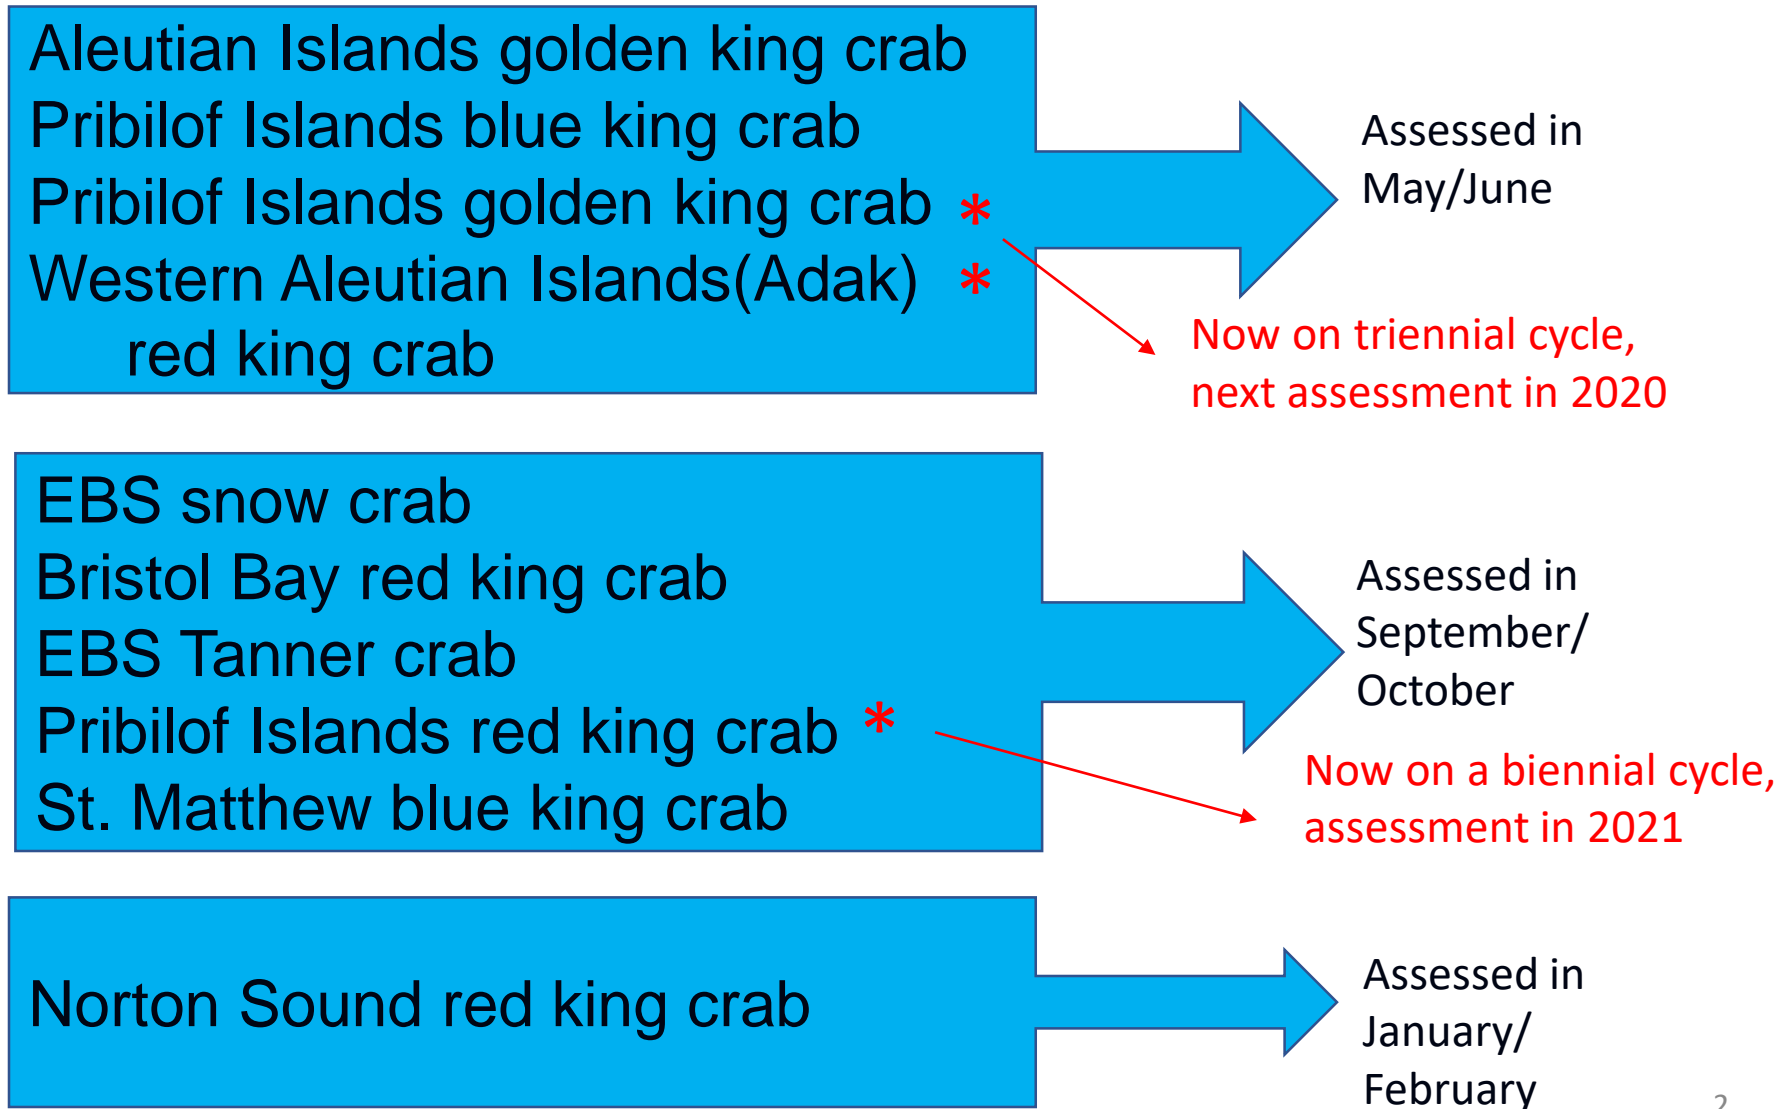 Aleutian Islands golden king crab
Pribilof Islands blue king crab
Pribilof Islands golden king crab *
Western Aleutian Islands(Adak) *
red king crab
Assessed in
May/June
Now on triennial cycle,
next assessment in 2020
EBS snow crab
Bristol Bay red king crab
EBS Tanner crab
Pribilof Islands red king crab *
St. Matthew blue king crab
Assessed in
September/
October
Now on a biennial cycle,
assessment in 2021
Norton Sound red king crab
Assessed in
January/
February
2